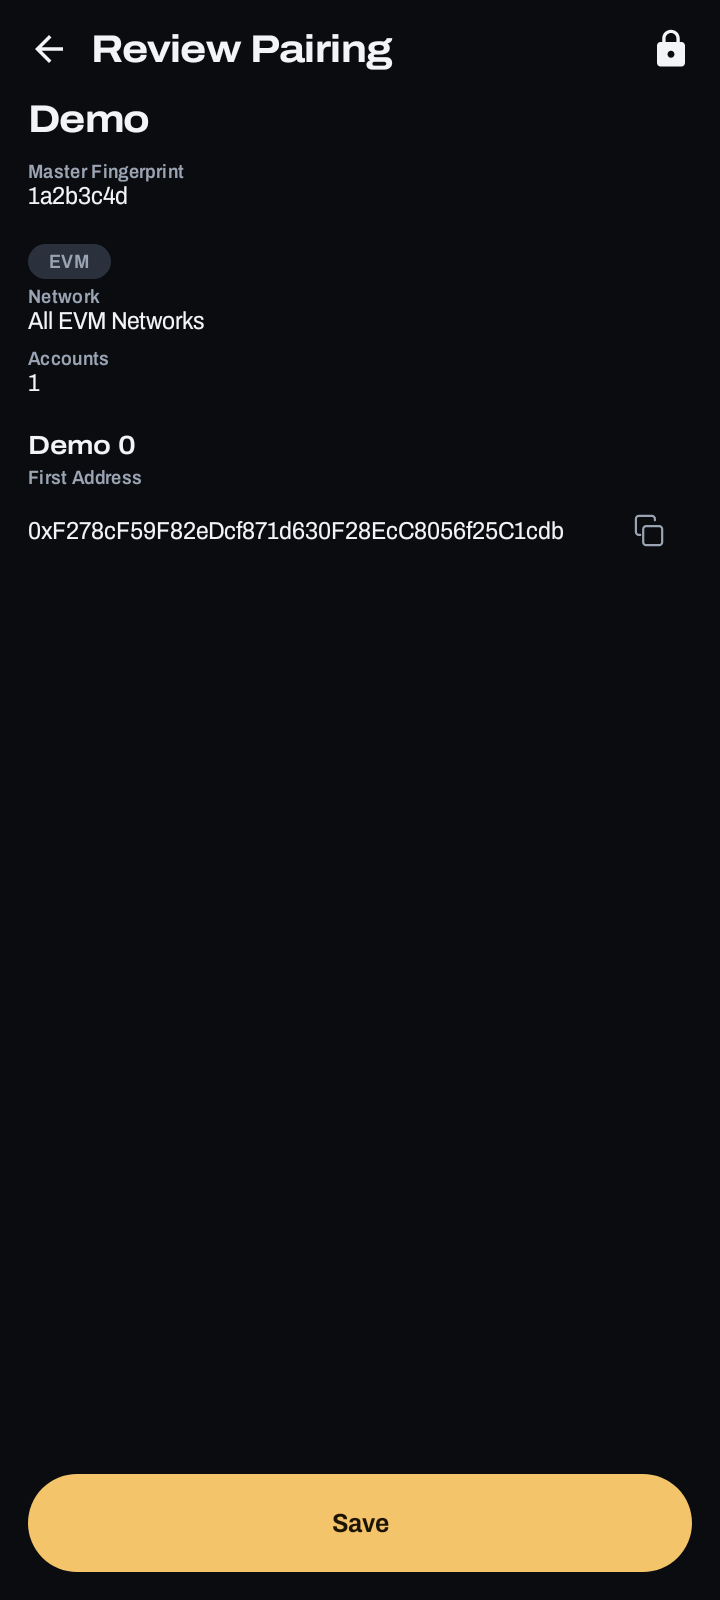 Review Pairing
Demo
Master Fingerprint
1a2b3c4d
EVM
Network
All EVM Networks
Accounts
1
Demo 0
First Address
0xF278cF59F82eDcf871d630F28EcC8056f25C1cdb
Save